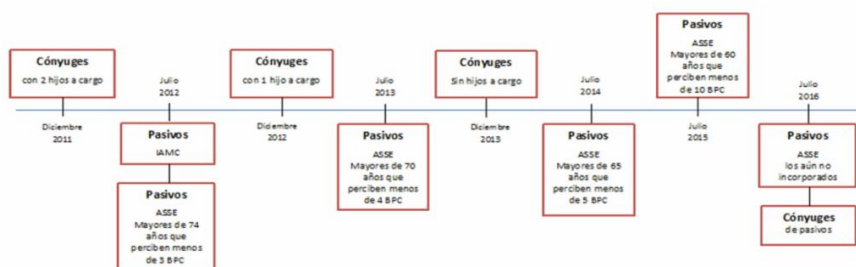 Cónyuges
con 2 hijos a cargo
Diciembre
2011
Julio
2012
Pasivos
IAMC
Pasivos
ASSE
Mayores de 74
años que
perciben menos
de 3 BPC
Cónyuges
con 1 hijo a cargo
Diciembre
2012
Julio
2013
Pasivos
ASSE
Mayores de 70
años que
perciben menos
de 4 BPC
Cónyuges
Sin hijos a cargo
Diciembre
2013
Julio
2014
Pasivos
ASSE
Mayores de 65
años que
perciben menos
de 5 BPC
Pasivos
ASSE
Mayores de 60
años que
perciben menos
de 10 BPC
Julio
2015
Julio
2016
Pasivos
ASSE
los aún no
incorporados
Cónyuges
de pasivos